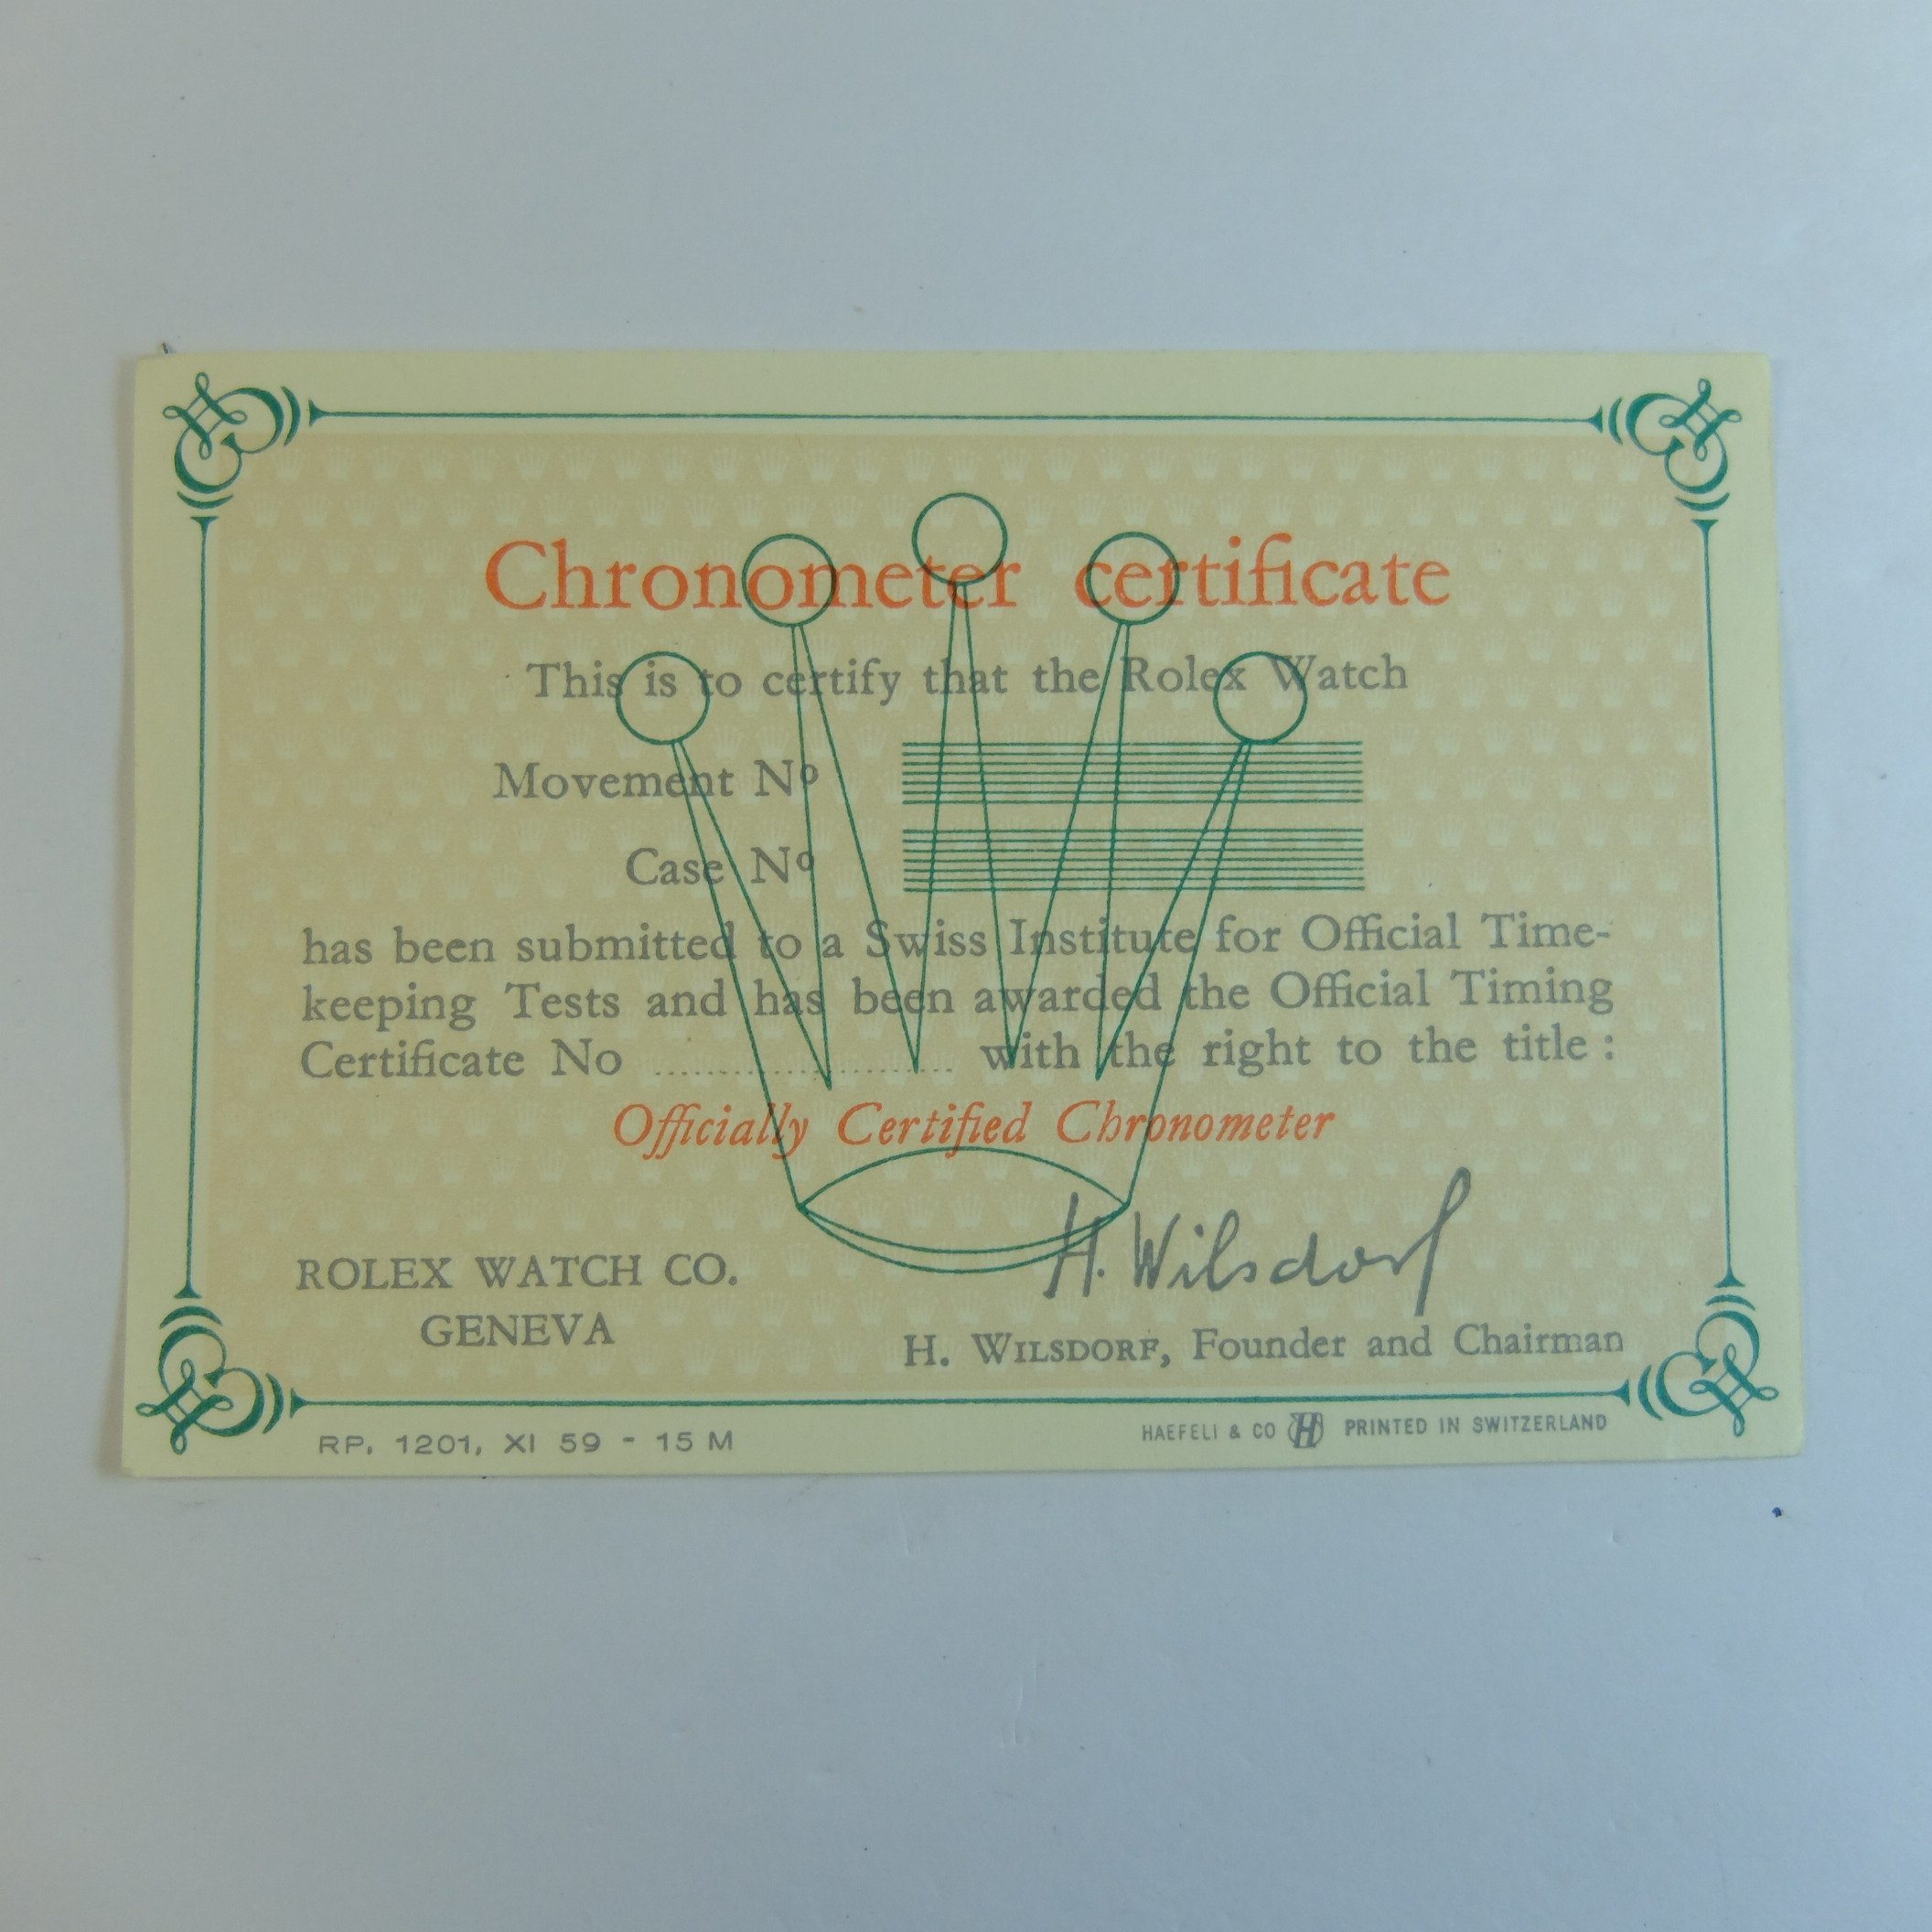 Chronometer certificate
This is to certify that the Rolex Watch
Movement Nº
Case Nº
has been submitted to a Swiss Institute for Official Time-
keeping Tests and has been awarded the Official Timing
Certificate No ........................ with the right to the title :
Officially Certified Chronometer
H. Wilsdorf
ROLEX WATCH CO.
GENEVA
H. WILSDORF, Founder and Chairman
RP. 1201, XI 59 - 15 M
HAEFELI & CO H PRINTED IN SWITZERLAND